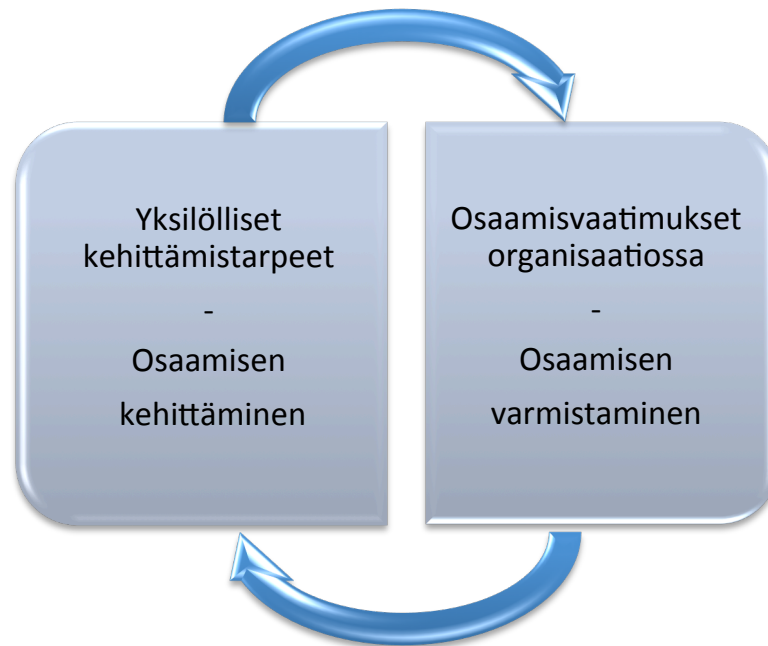 Yksilölliset
kehittämistarpeet
-
Osaamisen
kehittäminen
Osaamisvaatimukset
organisaatiossa
-
Osaamisen
varmistaminen